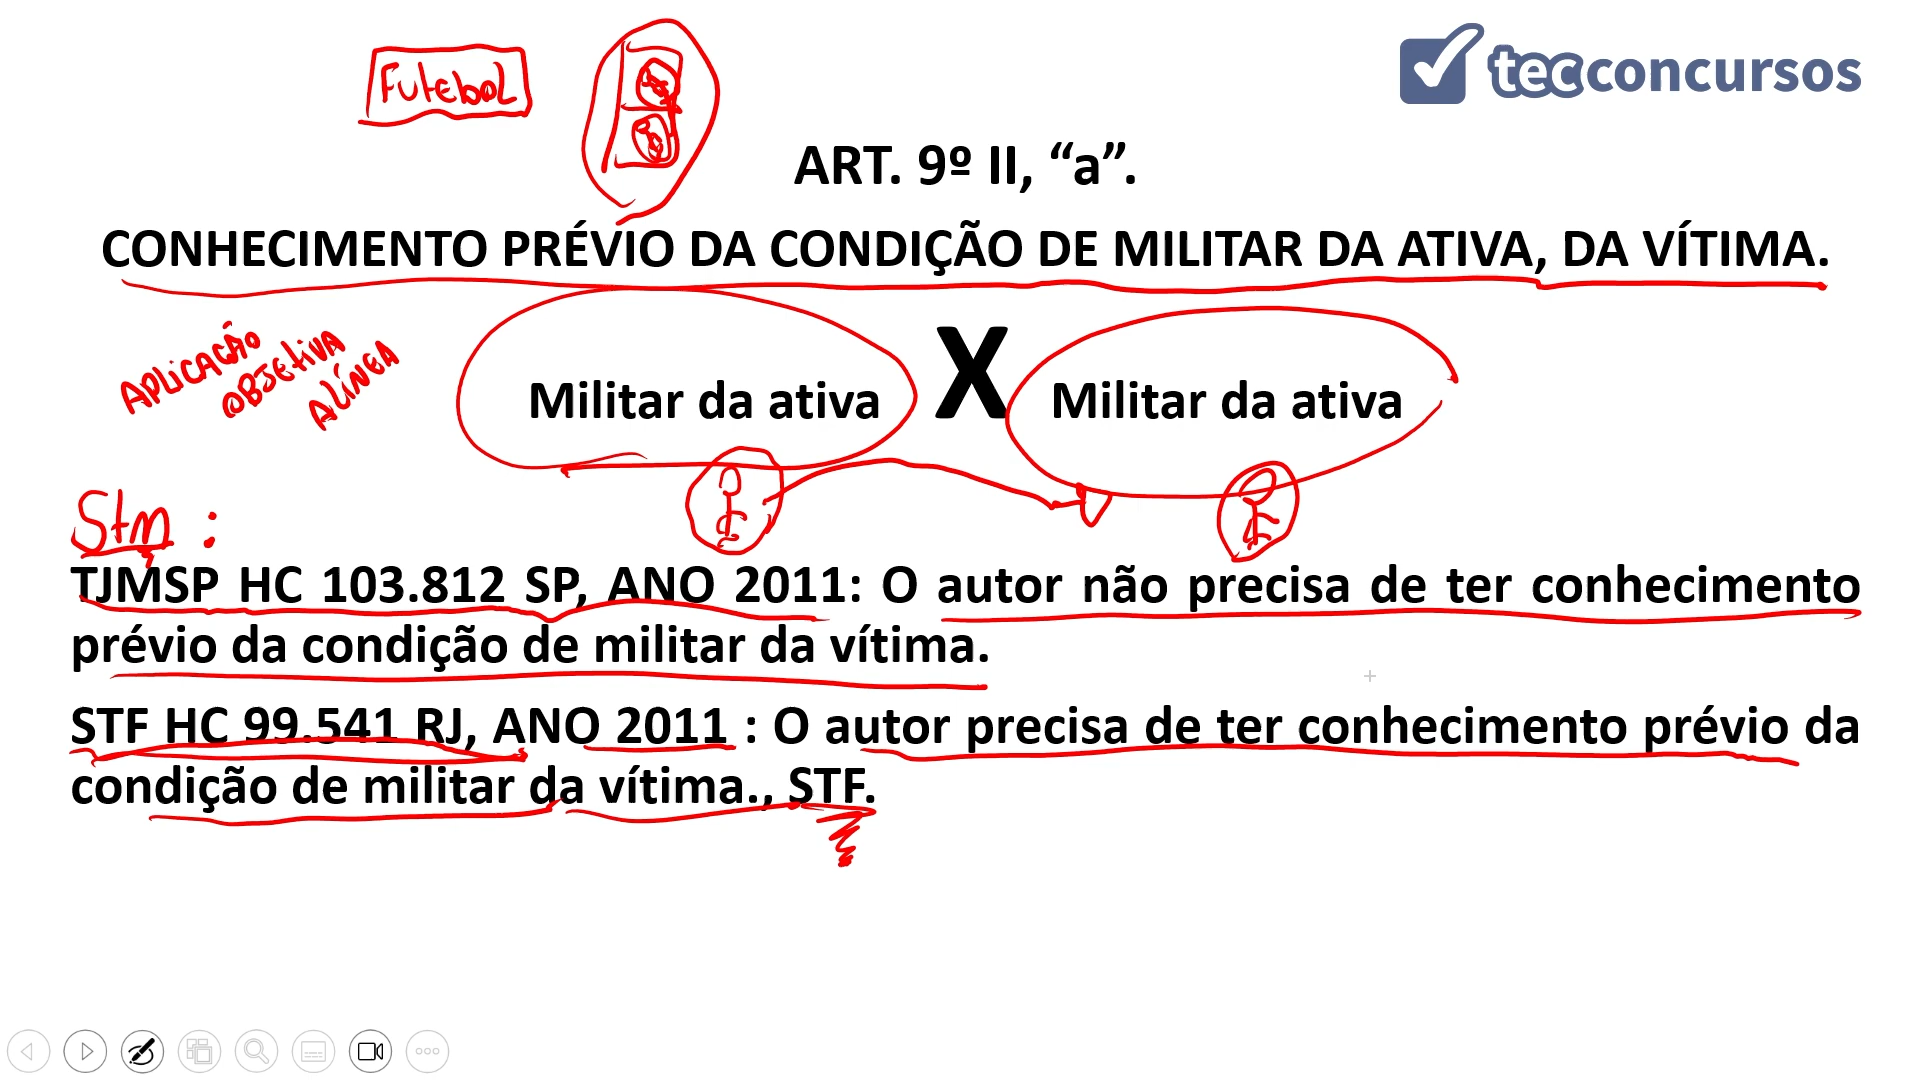 Futebol
tecconcursos
ART. 9º II, “a”.
CONHECIMENTO PRÉVIO DA CONDIÇÃO DE MILITAR DA ATIVA, DA VÍTIMA.
APLICAÇÃO
OBJETIVA
ALÍNEA
Militar da ativa X Militar da ativa
Stm :
TJMSP HC 103.812 SP, ANO 2011: O autor não precisa de ter conhecimento
prévio da condição de militar da vítima.
STF HC 99.541 RJ, ANO 2011 : O autor precisa de ter conhecimento prévio da
condição de militar da vítima., STF.